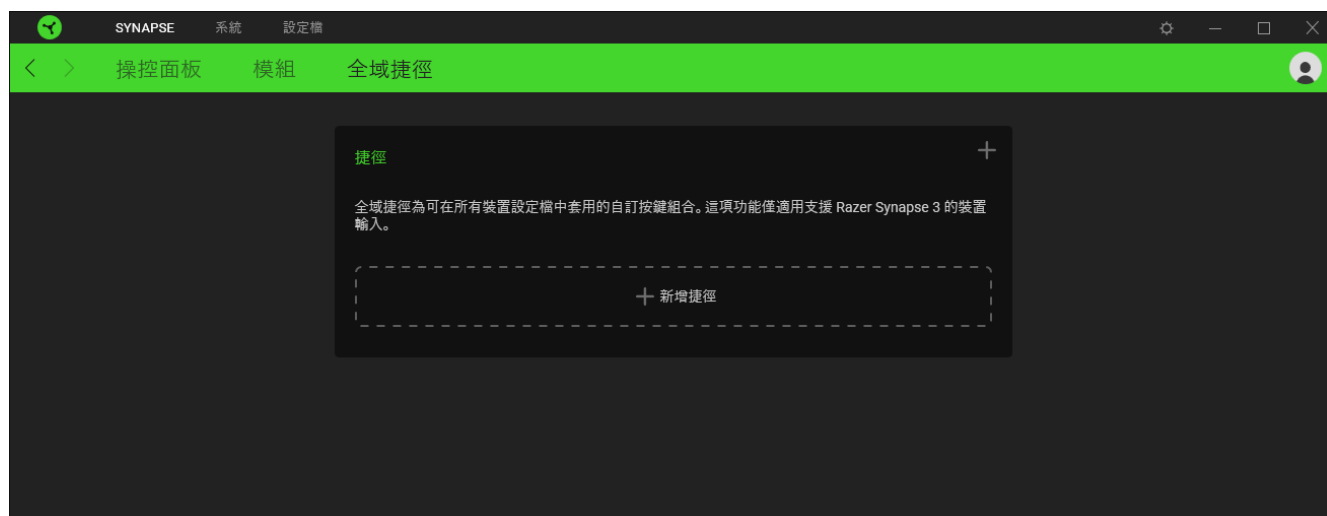 SYNAPSE 系統 設定檔
操控面板 模組 全域捷徑
捷徑
全域捷徑為可在所有裝置設定檔中套用的自訂按鍵組合。這項功能僅適用支援 Razer Synapse 3 的裝置
輸入。
新增捷徑